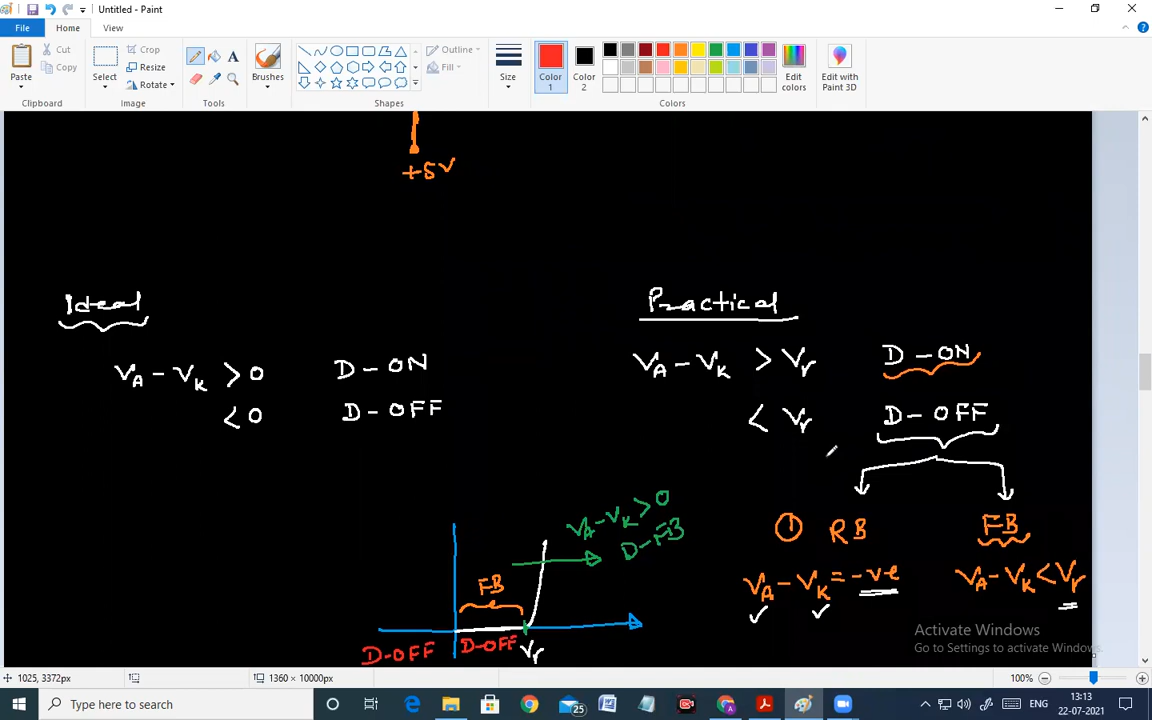 Untitled - Paint
File Home View
Paste
Cut
Copy
Clipboard
Select
Crop
Resize
Rotate
Image
A
Tools
Brushes
Shapes
Outline
Fill
Size
Color 1
Color 2
Colors
Edit colors
Edit with Paint 3D
+5V
Ideal
VA - VK > 0 D - ON
< 0 D - OFF
Practical
VA - VK > Vr D - ON
< Vr D - OFF
① RB
VA - VK = -ve
FB
VA - VK < Vr
VA - VK > 0
D - FB
FB
D-OFF D-OFF Vr
Activate Windows
Go to Settings to activate Windows.
1025, 3372px 1360 × 10000px 100%
Type here to search
25
ENG
13:13
22-07-2021